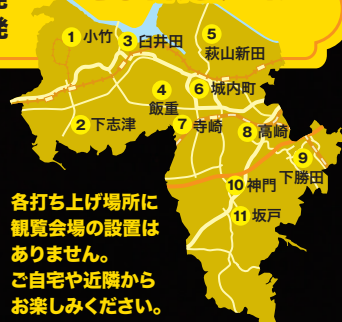 発
1 小竹
3 臼井田
5
萩山新田
4
飯重
6 城内町
2 下志津
7 寺崎
8 高崎
9
下勝田
10 神門
11 坂戸
各打ち上げ場所に
観覧会場の設置は
ありません。
ご自宅や近隣から
お楽しみください。